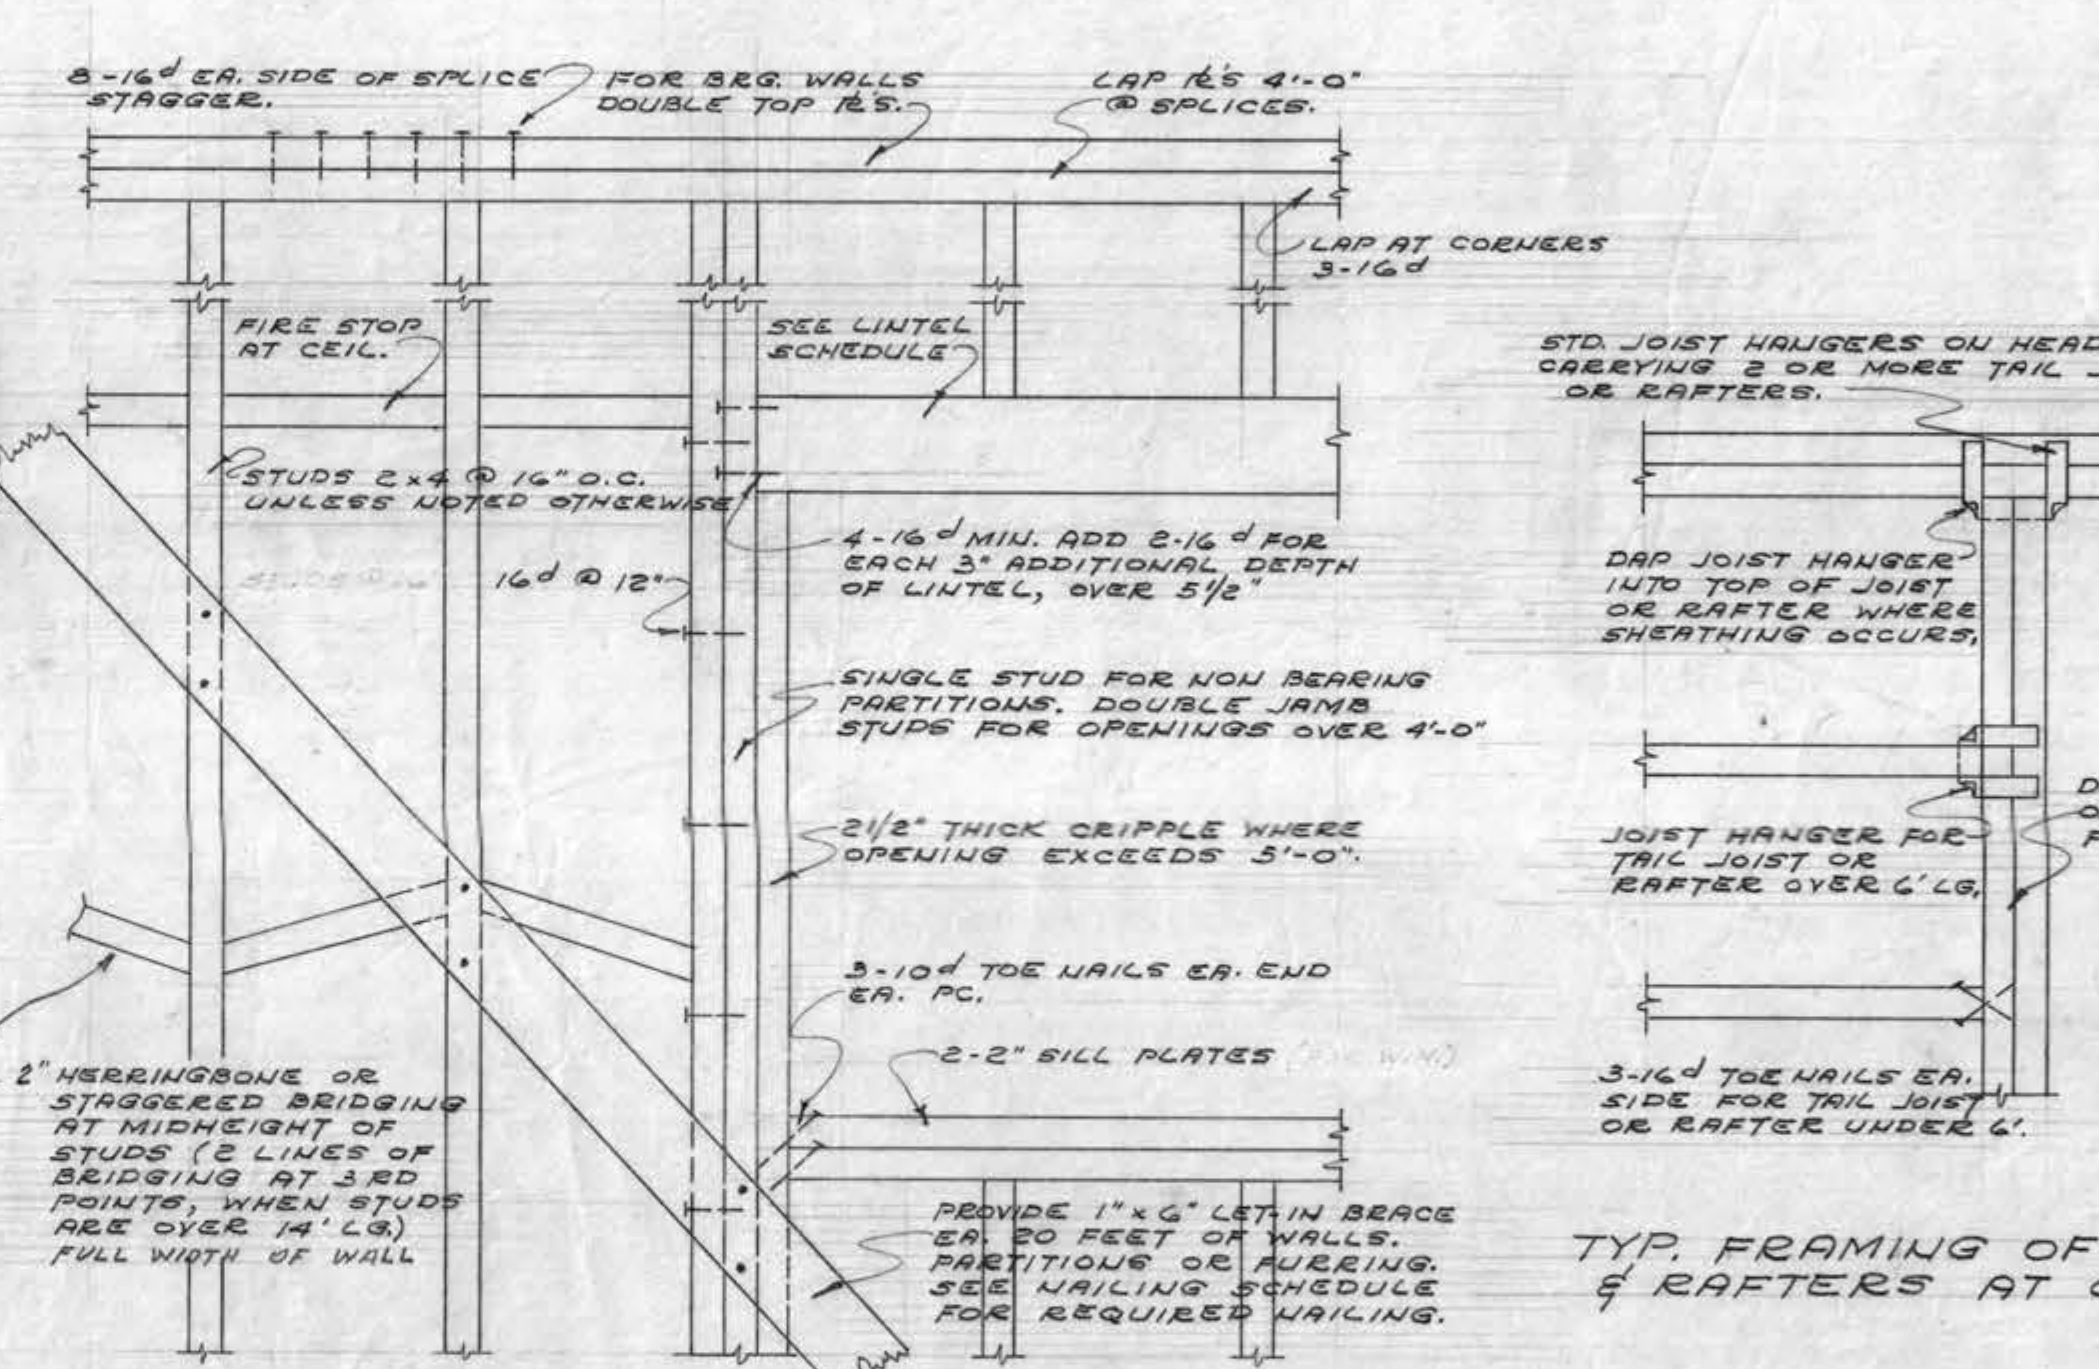 8-16d EA. SIDE OF SPLICE
STAGGER.
FOR BRG. WALLS
DOUBLE TOP PL'S.
LAP PL'S 4'-0"
@ SPLICES.
LAP AT CORNERS
3-16d
FIRE STOP
AT CEIL.
SEE LINTEL
SCHEDULE
STUDS 2x4 @ 16" O.C.
UNLESS NOTED OTHERWISE
STUDS @ 16"
16d @ 12"
4-16d MIN. ADD 2-16d FOR
EACH 3" ADDITIONAL DEPTH
OF LINTEL, OVER 5 1/2"
SINGLE STUD FOR NON BEARING
PARTITIONS. DOUBLE JAMB
STUDS FOR OPENINGS OVER 4'-0"
2 1/2" THICK CRIPPLE WHERE
OPENING EXCEEDS 5'-0".
3-10d TOE NAILS EA. END
EA. PC.
2-2" SILL PLATES
2" HERRINGBONE OR
STAGGERED BRIDGING
AT MIDHEIGHT OF
STUDS (2 LINES OF
BRIDGING AT 3RD
POINTS, WHEN STUDS
ARE OVER 14' LG.)
FULL WIDTH OF WALL
PROVIDE 1" x 6" LET-IN BRACE
EA. 20 FEET OF WALLS.
PARTITIONS OR FURRING.
SEE NAILING SCHEDULE
FOR REQUIRED NAILING.
STD. JOIST HANGERS ON HEAD
CARRYING 2 OR MORE TAIL J
OR RAFTERS.
DAP JOIST HANGER
INTO TOP OF JOIST
OR RAFTER WHERE
SHEATHING OCCURS,
D
O
F
JOIST HANGER FOR
TAIL JOIST OR
RAFTER OVER 6' LG.
3-16d TOE NAILS EA.
SIDE FOR TAIL JOIST
OR RAFTER UNDER 6'.
TYP. FRAMING OF
& RAFTERS AT